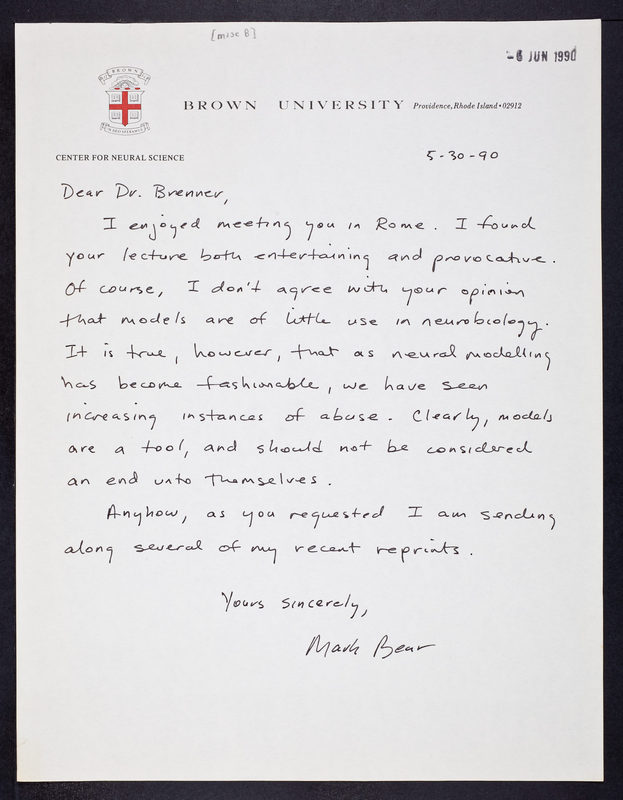 [misc B]
-6 JUN 1990
BROWN
IN DEO SPERAMUS
BROWN UNIVERSITY Providence, Rhode Island • 02912
CENTER FOR NEURAL SCIENCE
5-30-90
Dear Dr. Brenner,
I enjoyed meeting you in Rome. I found
your lecture both entertaining and provocative.
Of course, I don't agree with your opinion
that models are of little use in neurobiology.
It is true, however, that as neural modelling
has become fashionable, we have seen
increasing instances of abuse. Clearly, models
are a tool, and should not be considered
an end unto themselves.
Anyhow, as you requested I am sending
along several of my recent reprints.
Yours sincerely,
Mark Bear